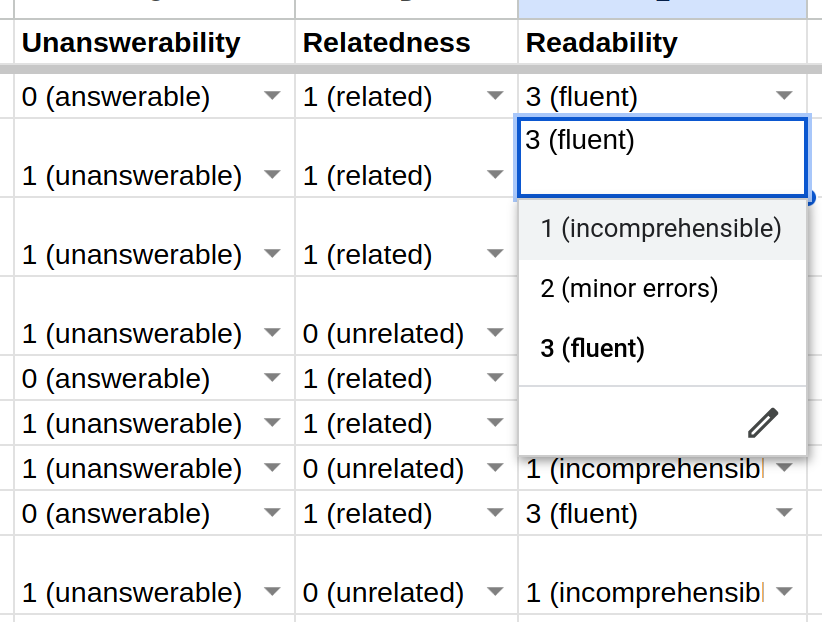 Unanswerability Relatedness Readability
0 (answerable) 1 (related) 3 (fluent)
3 (fluent)
1 (unanswerable) 1 (related)
1 (incomprehensible)
1 (unanswerable) 1 (related)
2 (minor errors)
1 (unanswerable) 0 (unrelated)
3 (fluent)
0 (answerable) 1 (related)
1 (unanswerable) 1 (related)
1 (unanswerable) 0 (unrelated) 1 (incomprehensibl
0 (answerable) 1 (related) 3 (fluent)
1 (unanswerable) 0 (unrelated) 1 (incomprehensibl